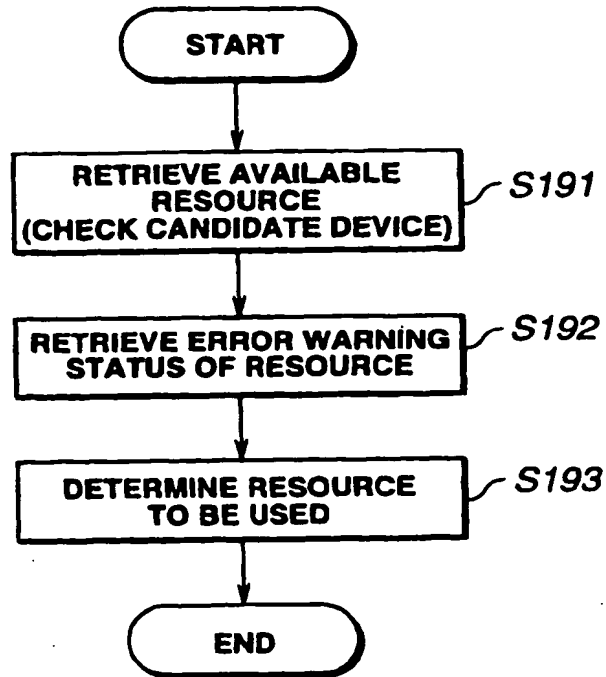 START
RETRIEVE AVAILABLE
RESOURCE
(CHECK CANDIDATE DEVICE)
S191
RETRIEVE ERROR WARNING
STATUS OF RESOURCE
S192
DETERMINE RESOURCE
TO BE USED
S193
END